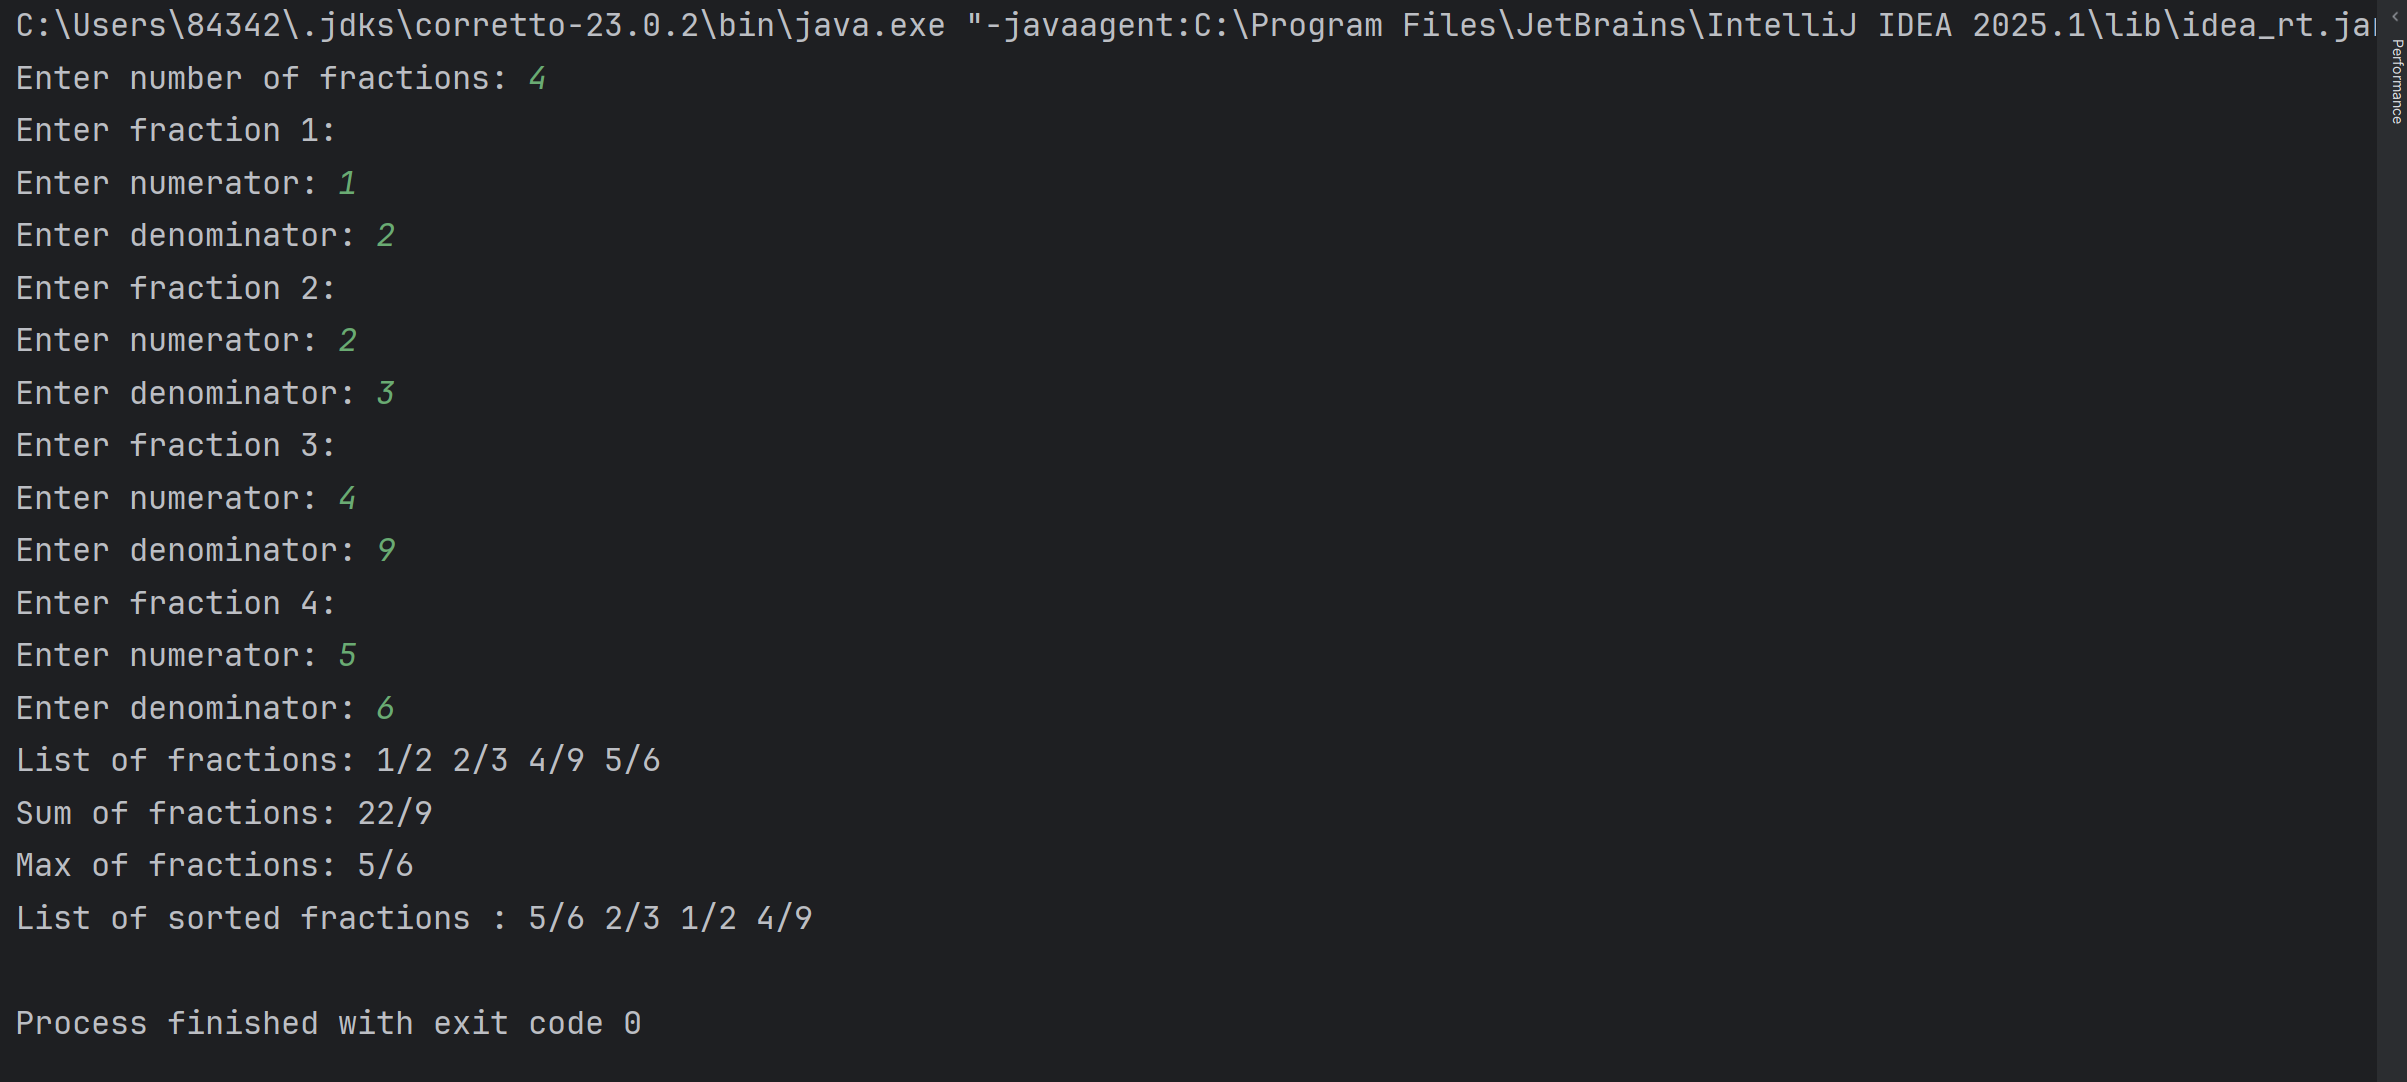 C:\Users\84342\.jdks\corretto-23.0.2\bin\java.exe "-javaagent:C:\Program Files\JetBrains\IntelliJ IDEA 2025.1\lib\idea_rt.jar
Enter number of fractions: 4
Enter fraction 1:
Enter numerator: 1
Enter denominator: 2
Enter fraction 2:
Enter numerator: 2
Enter denominator: 3
Enter fraction 3:
Enter numerator: 4
Enter denominator: 9
Enter fraction 4:
Enter numerator: 5
Enter denominator: 6
List of fractions: 1/2 2/3 4/9 5/6
Sum of fractions: 22/9
Max of fractions: 5/6
List of sorted fractions : 5/6 2/3 1/2 4/9
Process finished with exit code 0
Performance